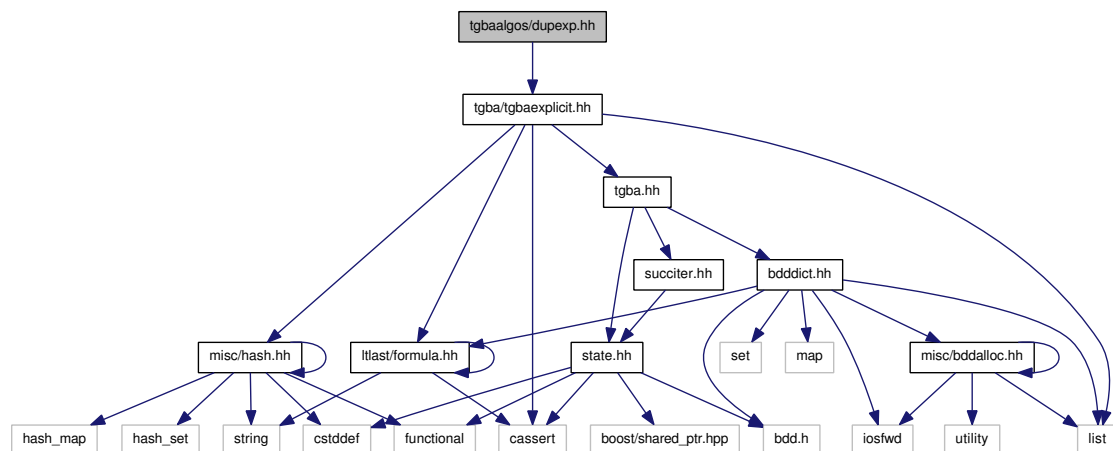 tgbaalgos/dupexp.hh
tgba/tgbaexplicit.hh
tgba.hh
succiter.hh
bdddict.hh
misc/hash.hh
ltlast/formula.hh
state.hh
set
map
misc/bddalloc.hh
hash_map
hash_set
string
cstddef
functional
cassert
boost/shared_ptr.hpp
bdd.h
iosfwd
utility
list